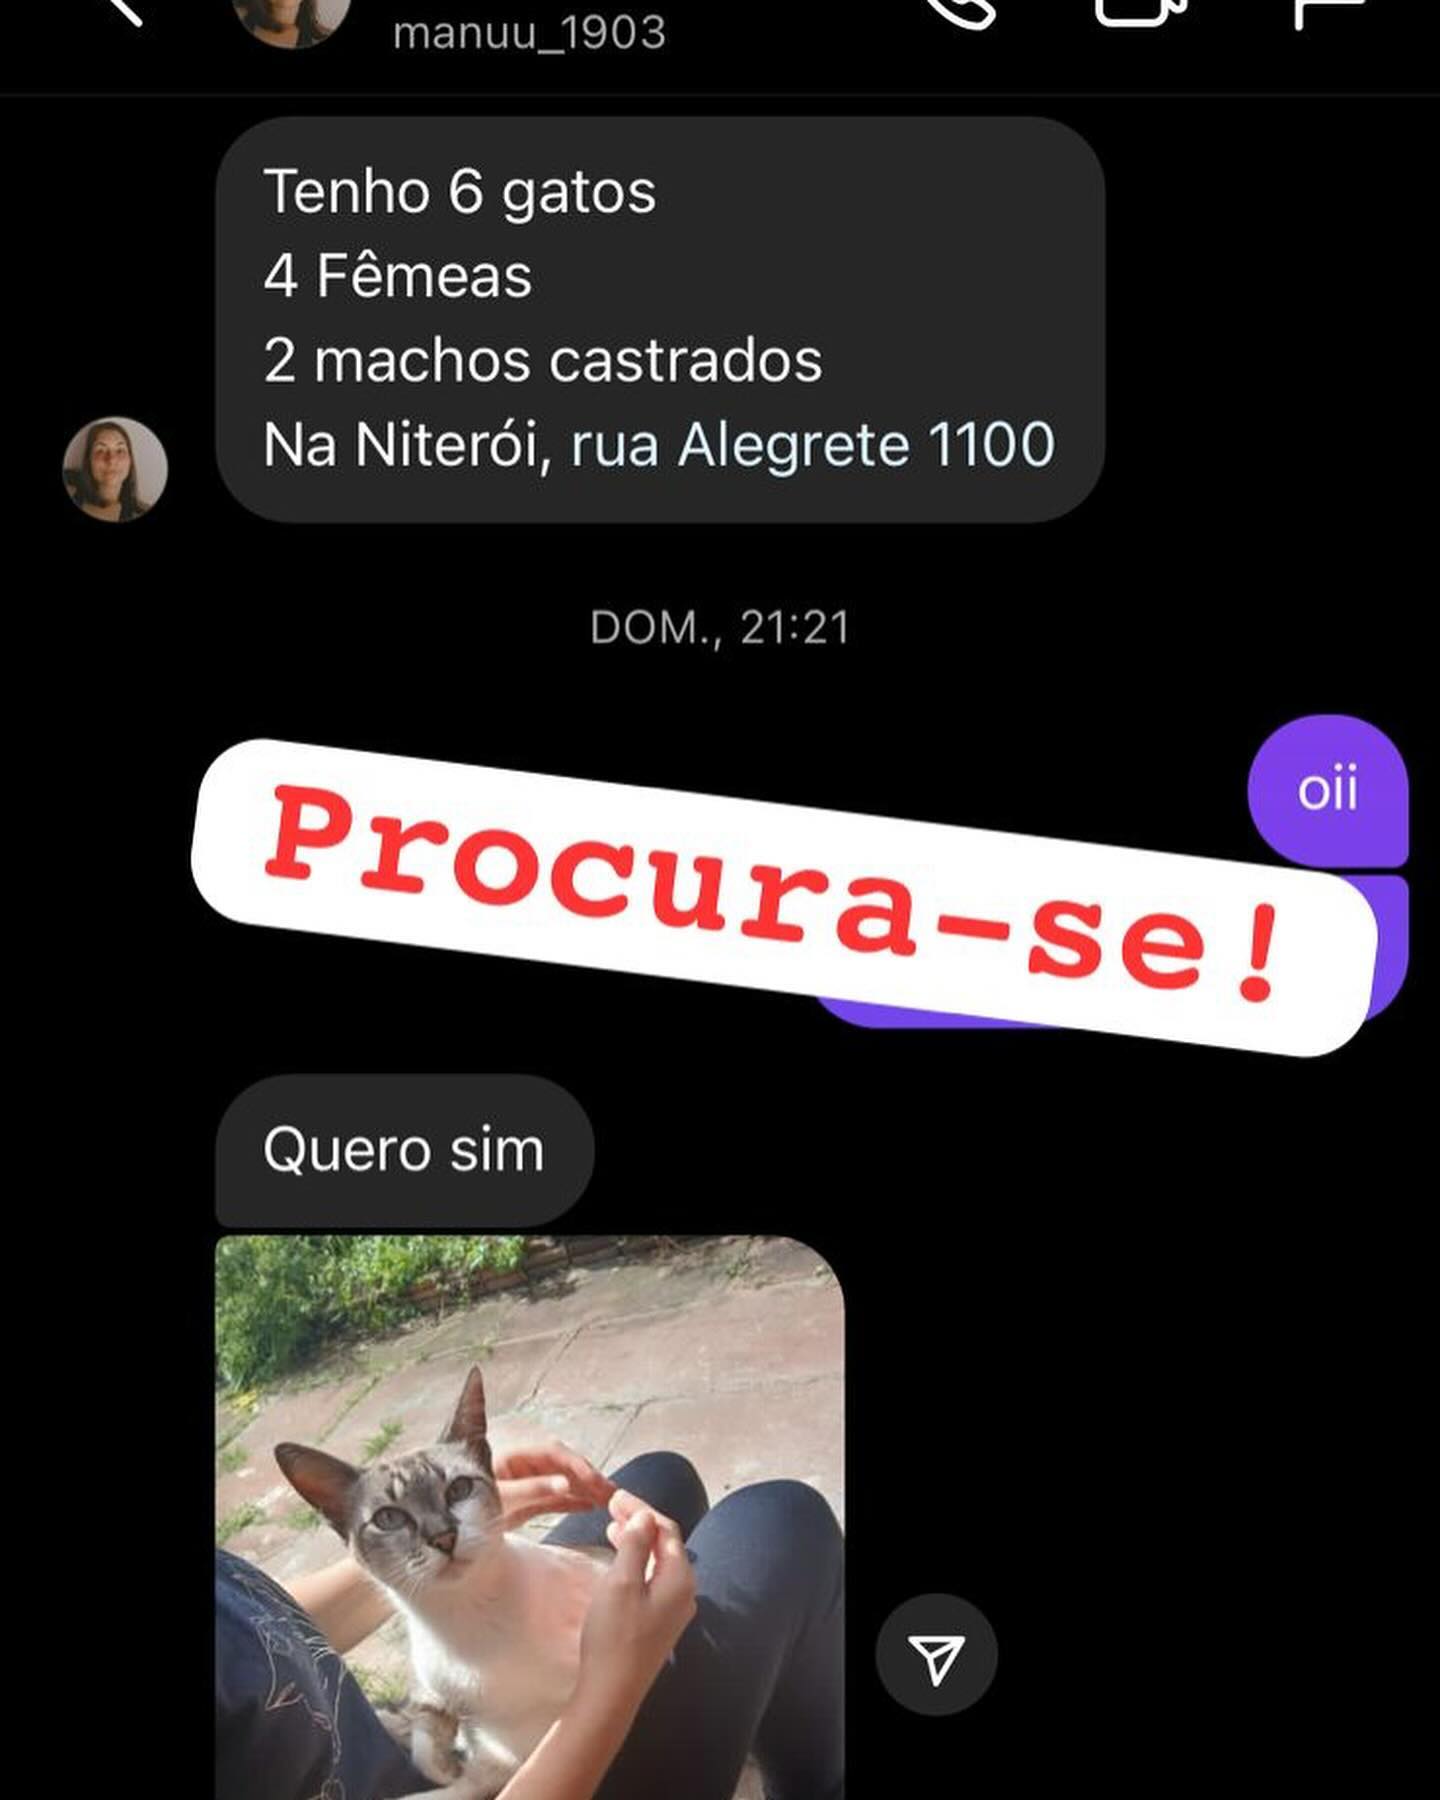 manuu_1903
Tenho 6 gatos
4 Fêmeas
2 machos castrados
Na Niterói, rua Alegrete 1100
DOM., 21:21
oii
Procura-se!
Quero sim